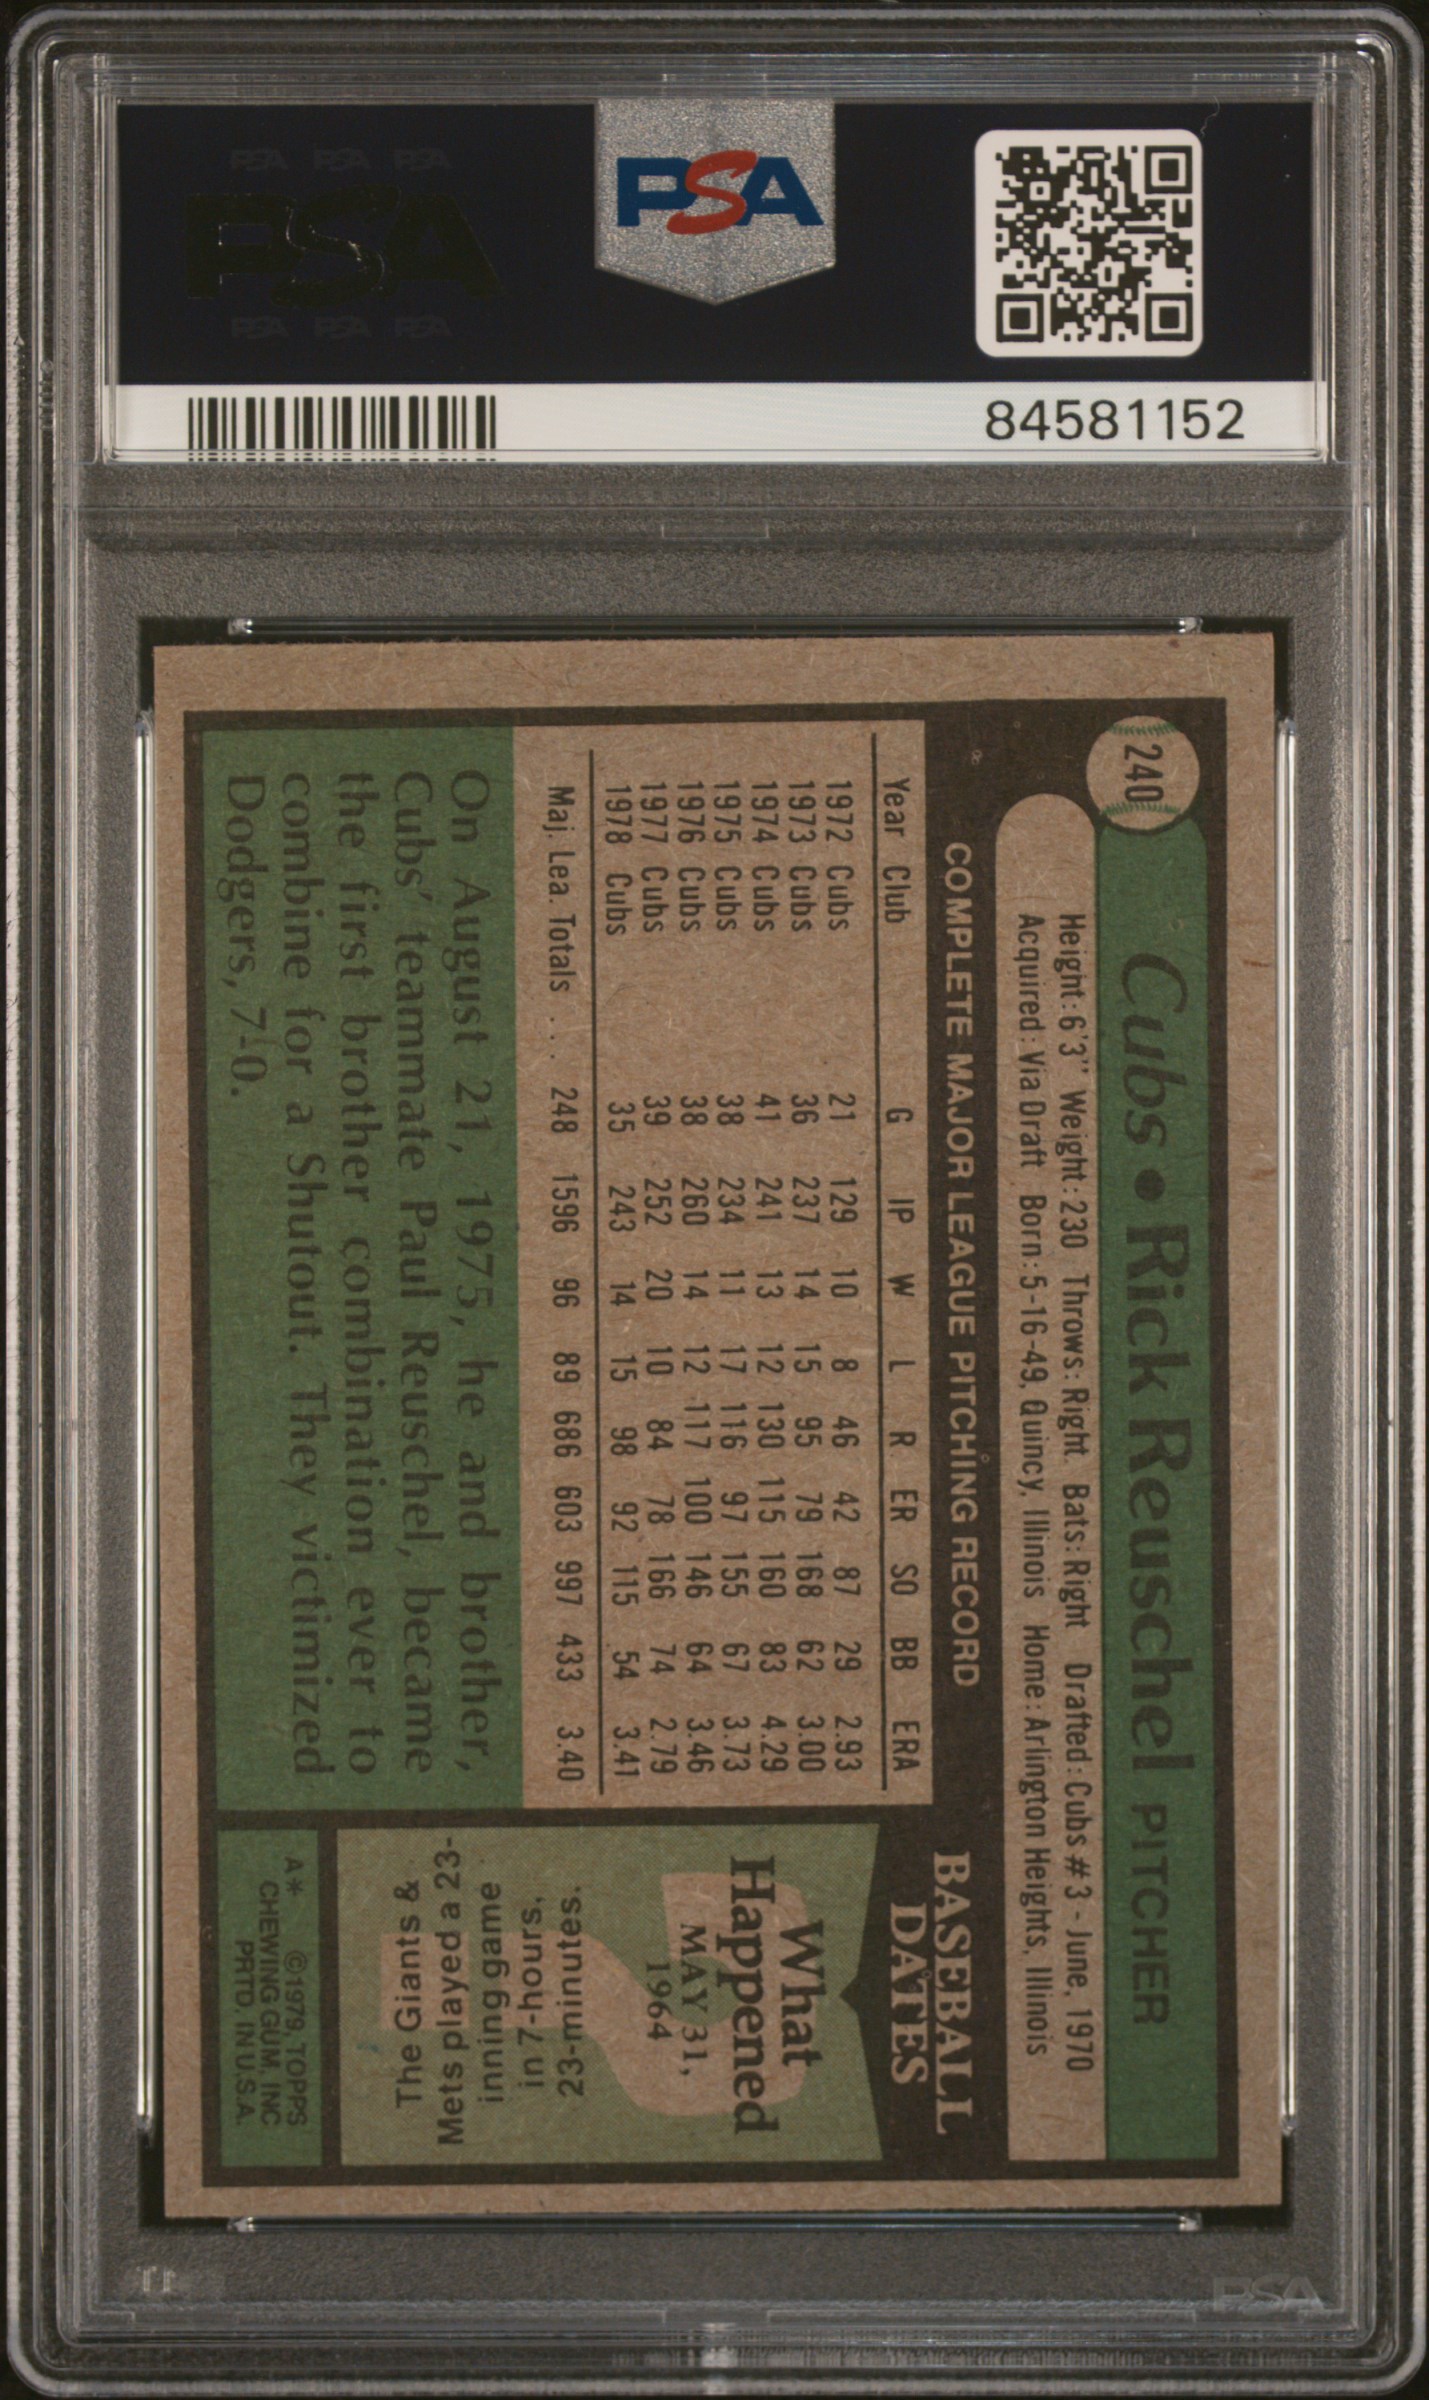 PSA PSA PSA
PSA
PSA PSA PSA
PSA
84581152
240
Cubs • Rick Reuschel PITCHER
Height: 6'3" Weight: 230 Throws: Right Bats: Right Drafted: Cubs #3 - June, 1970
Acquired: Via Draft Born: 5-16-49, Quincy, Illinois Home: Arlington Heights, Illinois
COMPLETE MAJOR LEAGUE PITCHING RECORD
Year Club G IP W L R ER SO BB ERA
1972 Cubs 21 129 10 8 46 42 87 29 2.93
1973 Cubs 36 237 14 15 95 79 168 62 3.00
1974 Cubs 41 241 13 12 130 115 160 83 4.29
1975 Cubs 38 234 11 17 116 97 155 67 3.73
1976 Cubs 38 260 14 12 117 100 146 64 3.46
1977 Cubs 39 252 20 10 84 78 166 74 2.79
1978 Cubs 35 243 14 15 98 92 115 54 3.41
Maj. Lea. Totals . . . 248 1596 96 89 686 603 997 433 3.40
On August 21, 1975, he and brother,
Cubs' teammate Paul Reuschel, became
the first brother combination ever to
combine for a Shutout. They victimized
Dodgers, 7-0.
BASEBALL
DATES
What
Happened
MAY 31,
1964
23-minutes.
in 7-hours,
inning game
Mets played a 23-
The Giants &
A** ©1979, TOPPS
CHEWING GUM, INC
PRTD. IN U.S.A.
PSA